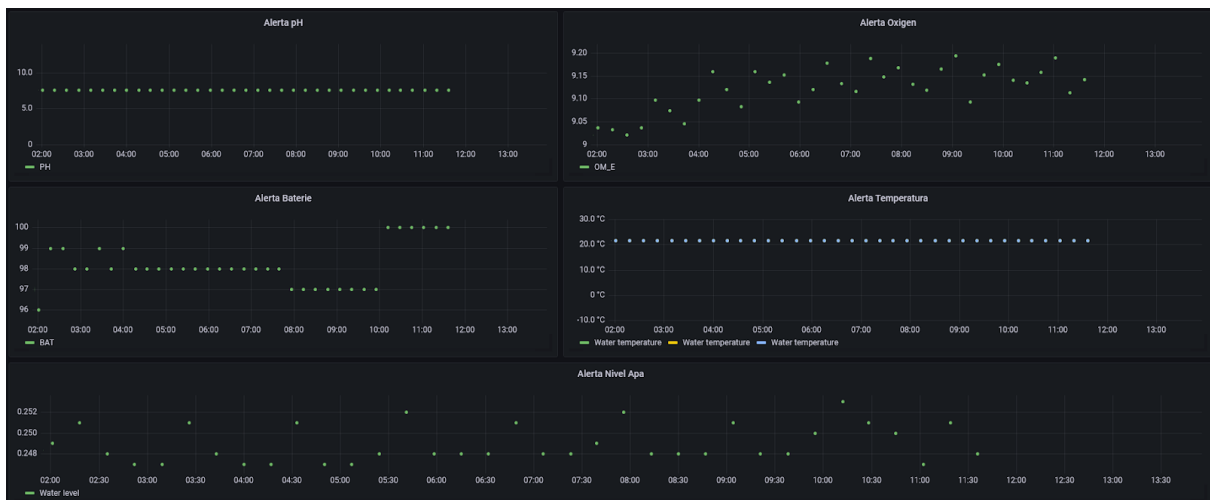 Alerta pH
10.0
5.0
0
02:00 03:00 04:00 05:00 06:00 07:00 08:00 09:00 10:00 11:00 12:00 13:00
PH
Alerta Oxigen
9.20
9.15
9.10
9.05
9
02:00 03:00 04:00 05:00 06:00 07:00 08:00 09:00 10:00 11:00 12:00 13:00
OM_E
Alerta Baterie
100
99
98
97
96
02:00 03:00 04:00 05:00 06:00 07:00 08:00 09:00 10:00 11:00 12:00 13:00
BAT
Alerta Temperatura
30.0 °C
20.0 °C
10.0 °C
0 °C
-10.0 °C
02:00 03:00 04:00 05:00 06:00 07:00 08:00 09:00 10:00 11:00 12:00 13:00
Water temperature Water temperature Water temperature
Alerta Nivel Apa
0.252
0.250
0.248
02:00 02:30 03:00 03:30 04:00 04:30 05:00 05:30 06:00 06:30 07:00 07:30 08:00 08:30 09:00 09:30 10:00 10:30 11:00 11:30 12:00 12:30 13:00 13:30
Water level